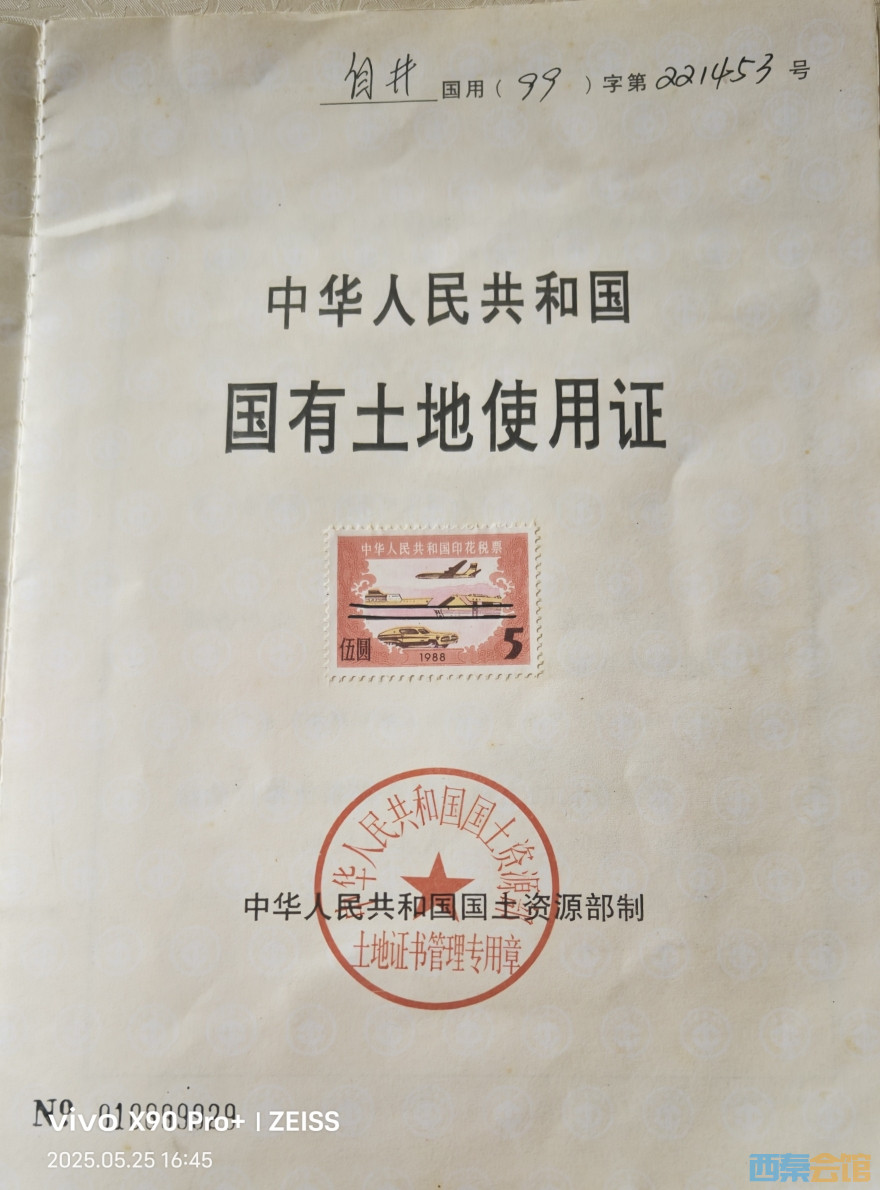 自井 国用（99）字第221453号
中华人民共和国
国有土地使用证
中华人民共和国印花税票
伍圆 1988 5
中华人民共和国国土资源部
中华人民共和国国土资源部制
土地证书管理专用章
№
vivo X90 Pro+ | ZEISS
2025.05.25 16:45
西秦会馆